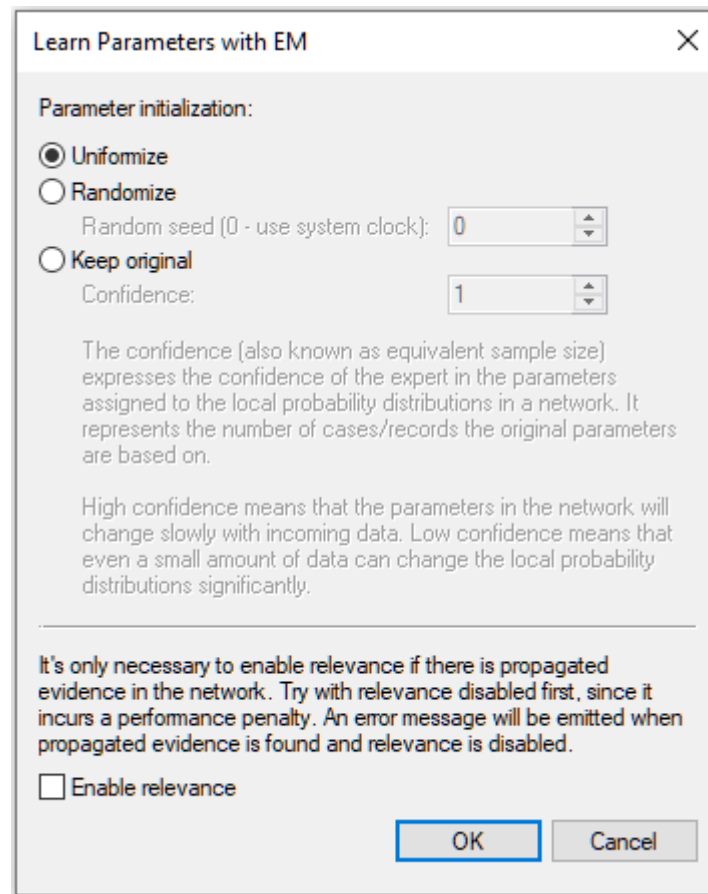 Learn Parameters with EM
Parameter initialization:
Uniformize
Randomize
Random seed (0 - use system clock): 0
Keep original
Confidence: 1
The confidence (also known as equivalent sample size)
expresses the confidence of the expert in the parameters
assigned to the local probability distributions in a network. It
represents the number of cases/records the original parameters
are based on.
High confidence means that the parameters in the network will
change slowly with incoming data. Low confidence means that
even a small amount of data can change the local probability
distributions significantly.
It's only necessary to enable relevance if there is propagated
evidence in the network. Try with relevance disabled first, since it
incurs a performance penalty. An error message will be emitted when
propagated evidence is found and relevance is disabled.
Enable relevance
OK Cancel